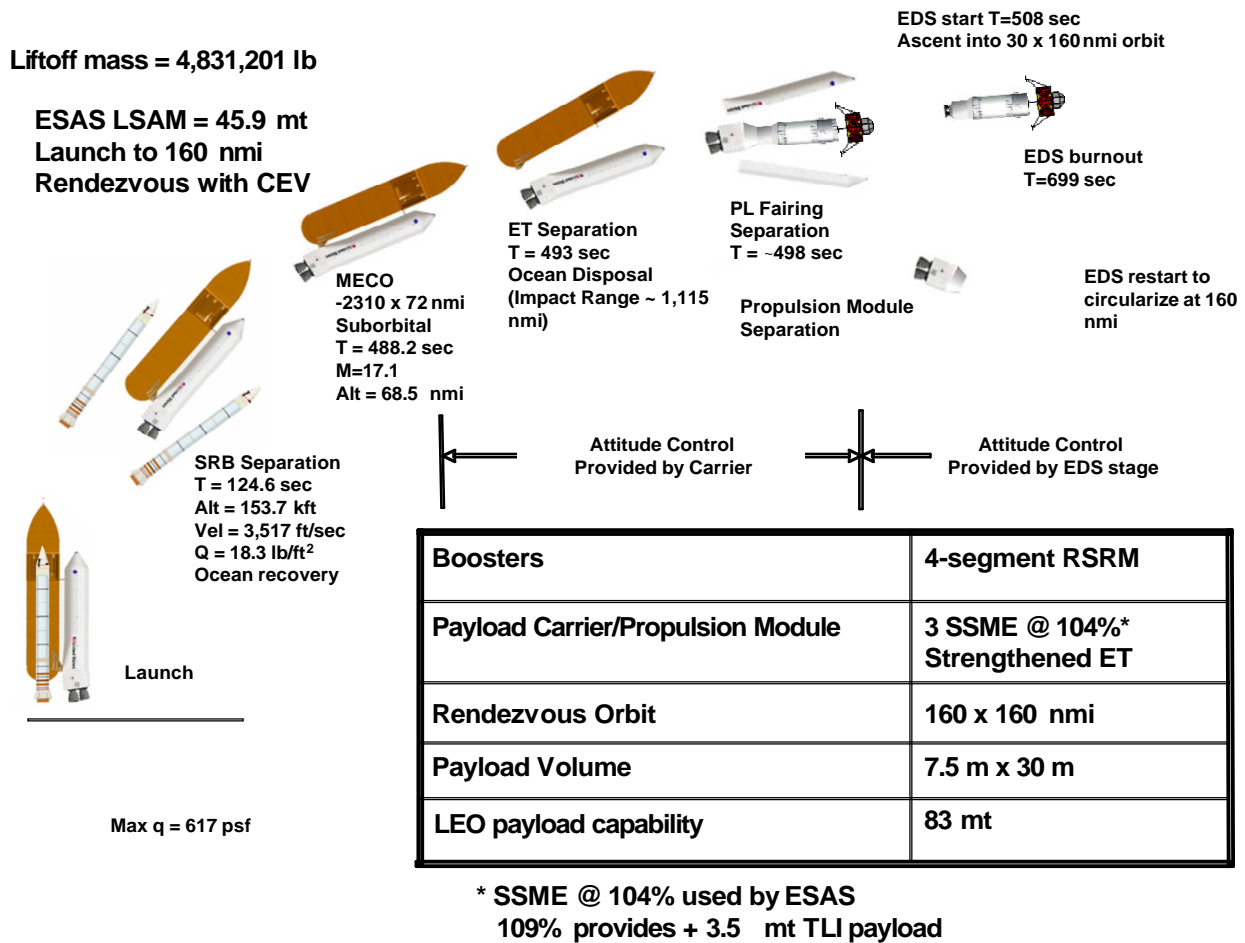 Liftoff mass = 4,831,201 lb
ESAS LSAM = 45.9 mt
Launch to 160 nmi
Rendezvous with CEV
EDS start T=508 sec
Ascent into 30 x 160 nmi orbit
EDS burnout
T=699 sec
PL Fairing
Separation
T = ~498 sec
ET Separation
T = 493 sec
Ocean Disposal
(Impact Range ~ 1,115
nmi)
MECO
-2310 x 72 nmi
Suborbital
T = 488.2 sec
M=17.1
Alt = 68.5 nmi
Propulsion Module
Separation
EDS restart to
circularize at 160
nmi
SRB Separation
T = 124.6 sec
Alt = 153.7 kft
Vel = 3,517 ft/sec
Q = 18.3 lb/ft²
Ocean recovery
Attitude Control
Provided by Carrier
Attitude Control
Provided by EDS stage
Launch
Max q = 617 psf
Boosters 4-segment RSRM
Payload Carrier/Propulsion Module 3 SSME @ 104%*
Strengthened ET
Rendezvous Orbit 160 x 160 nmi
Payload Volume 7.5 m x 30 m
LEO payload capability 83 mt
* SSME @ 104% used by ESAS
109% provides + 3.5 mt TLI payload